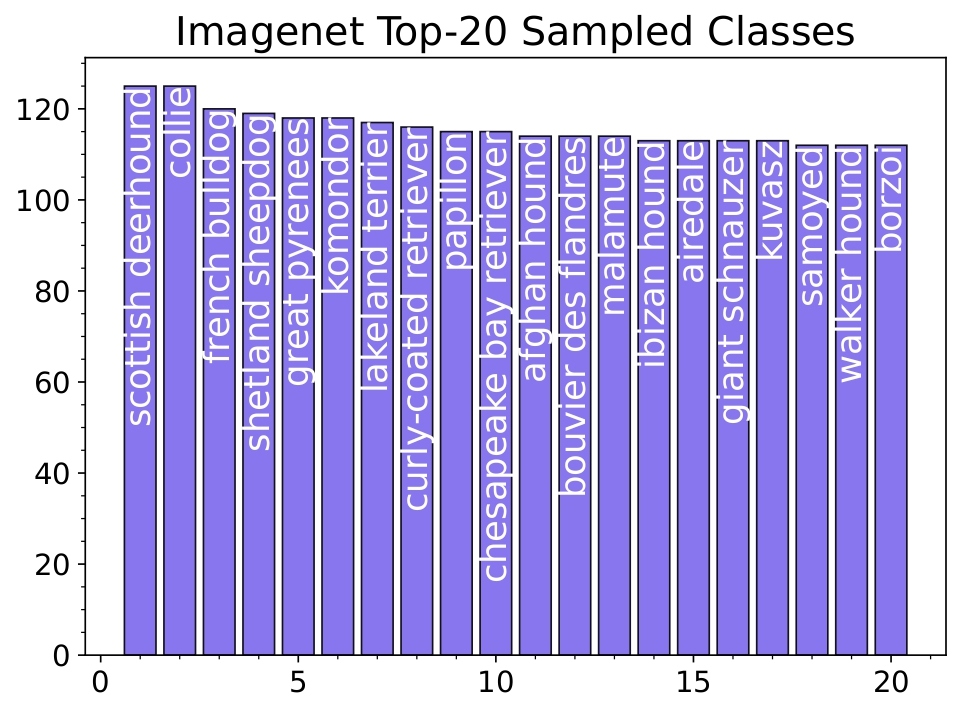 Imagenet Top-20 Sampled Classes
120
100
80
60
40
20
0
scottish deerhound
collie
french bulldog
shetland sheepdog
great pyrenees
komondor
lakeland terrier
curly-coated retriever
papillon
chesapeake bay retriever
afghan hound
bouvier des flandres
malamute
ibizan hound
airedale
giant schnauzer
kuvasz
samoyed
walker hound
borzoi
0 5 10 15 20